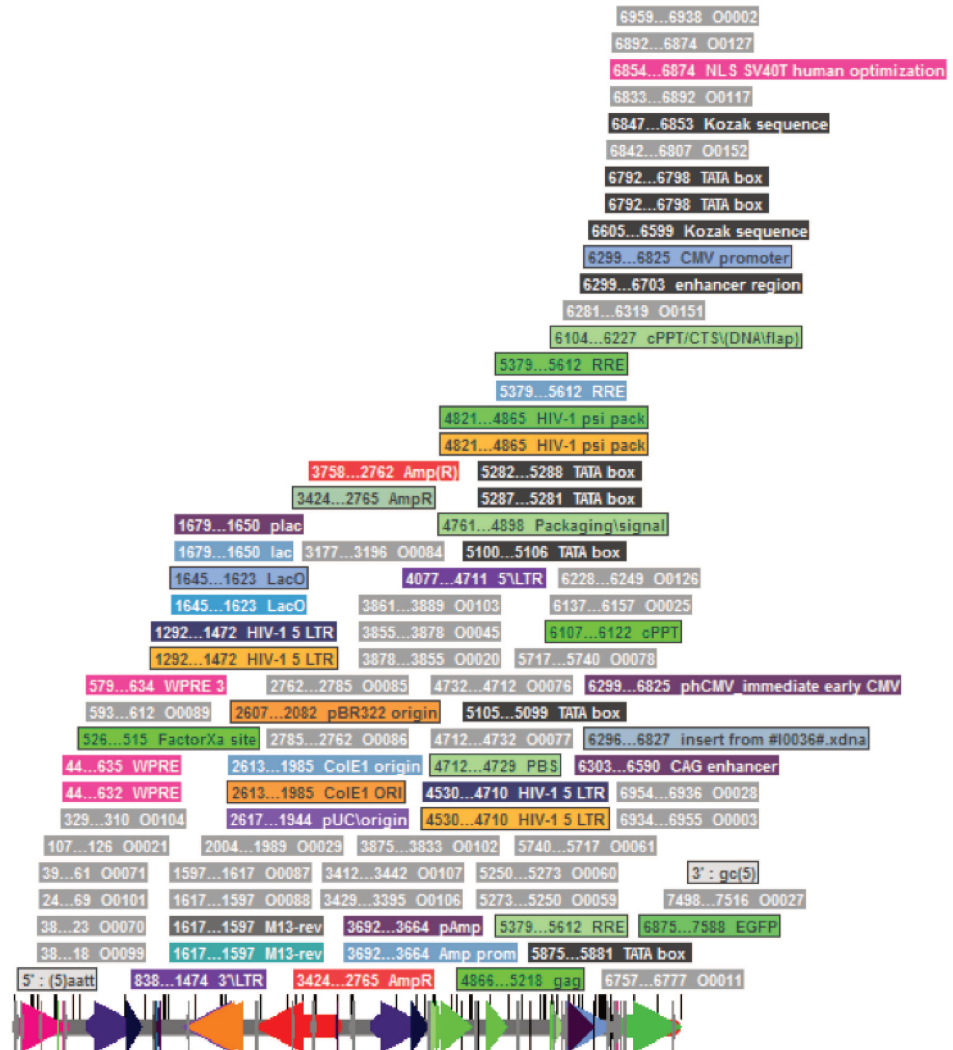 6959...6938 O0002
6892...6874 O0127
6854...6874 NLS SV40T human optimization
6833...6892 O0117
6847...6853 Kozak sequence
6842...6807 O0152
6792...6798 TATA box
6792...6798 TATA box
6605...6599 Kozak sequence
6299...6825 CMV promoter
6299...6703 enhancer region
6281...6319 O0151
6104...6227 cPPT/CTS\(DNA\flap)
5379...5612 RRE
5379...5612 RRE
4821...4865 HIV-1 psi pack
4821...4865 HIV-1 psi pack
3758...2762 Amp(R) 5282...5288 TATA box
3424...2765 AmpR 5287...5281 TATA box
1679...1650 plac 4761...4898 Packaging\signal
1679...1650 lac 3177...3196 O0084 5100...5106 TATA box
1645...1623 LacO 4077...4711 5'\LTR 6228...6249 O0126
1645...1623 LacO 3861...3889 O0103 6137...6157 O0025
1292...1472 HIV-1 5 LTR 3855...3878 O0045 6107...6122 cPPT
1292...1472 HIV-1 5 LTR 3878...3855 O0020 5717...5740 O0078
579...634 WPRE 3 2762...2785 O0085 4732...4712 O0076 6299...6825 phCMV_immediate early CMV
593...612 O0089 2607...2082 pBR322 origin 5105...5099 TATA box
526...515 FactorXa site 2785...2762 O0086 4712...4732 O0077 6296...6827 insert from #I0036#.xdna
44...635 WPRE 2613...1985 ColE1 origin 4712...4729 PBS 6303...6590 CAG enhancer
44...632 WPRE 2613...1985 ColE1 ORI 4530...4710 HIV-1 5 LTR 6954...6936 O0028
329...310 O0104 2617...1944 pUC\origin 4530...4710 HIV-1 5 LTR 6934...6955 O0003
107...126 O0021 2004...1989 O0029 3875...3833 O0102 5740...5717 O0061
39...61 O0071 1597...1617 O0087 3412...3442 O0107 5250...5273 O0060 3' : gc(5)
24...69 O0101 1617...1597 O0088 3429...3395 O0106 5273...5250 O0059 7498...7516 O0027
38...23 O0070 1617...1597 M13-rev 3692...3664 pAmp 5379...5612 RRE 6875...7588 EGFP
38...18 O0099 1617...1597 M13-rev 3692...3664 Amp prom 5875...5881 TATA box
5' : (5)aatt 838...1474 3'\LTR 3424...2765 AmpR 4866...5218 gag 6757...6777 O0011